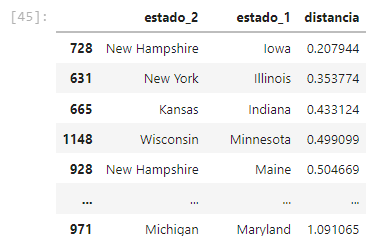 [45]:
estado_2 estado_1 distancia
728 New Hampshire Iowa 0.207944
631 New York Illinois 0.353774
665 Kansas Indiana 0.433124
1148 Wisconsin Minnesota 0.499099
928 New Hampshire Maine 0.504669
... ... ... ...
971 Michigan Maryland 1.091065